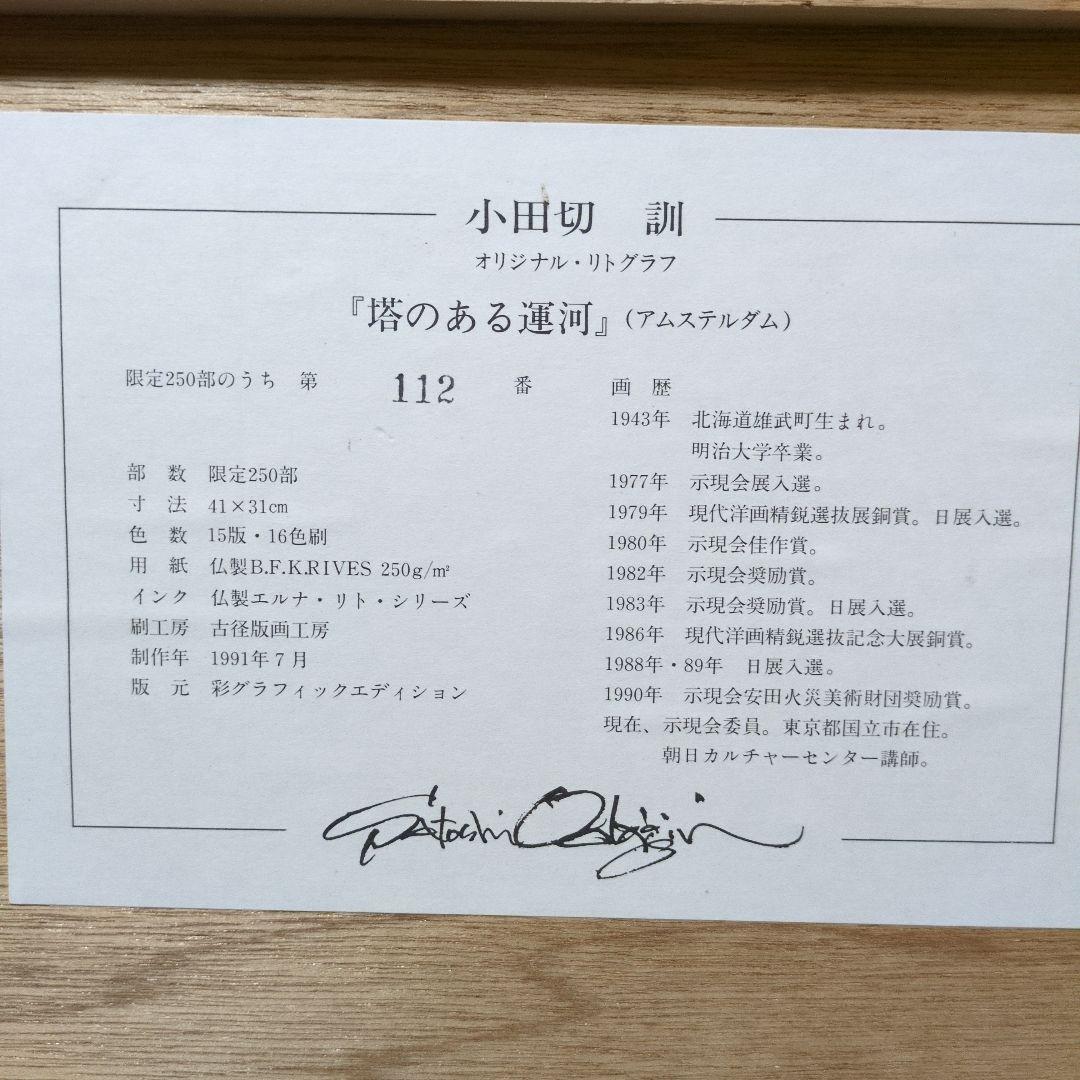 小田切 訓
オリジナル・リトグラフ
『塔のある運河』(アムステルダム)
限定250部のうち 第 112 番
部 数 限定250部
寸 法 41×31cm
色 数 15版・16色刷
用 紙 仏製B.F.K.RIVES 250g/㎡
インク 仏製エルナ・リト・シリーズ
刷工房 古径版画工房
制作年 1991年7月
版 元 彩グラフィックエディション
画 歴
1943年 北海道雄武町生まれ。
明治大学卒業。
1977年 示現会展入選。
1979年 現代洋画精鋭選抜展銅賞。日展入選。
1980年 示現会佳作賞。
1982年 示現会奨励賞。
1983年 示現会奨励賞。日展入選。
1986年 現代洋画精鋭選抜記念大展銅賞。
1988年・89年 日展入選。
1990年 示現会安田火災美術財団奨励賞。
現在、示現会委員。東京都国立市在住。
朝日カルチャーセンター講師。
Satoshi Otagiri